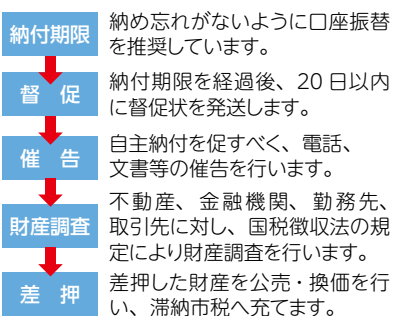 納付期限
納め忘れがないように口座振替
を推奨しています。
督 促
納付期限を経過後、20日以内
に督促状を発送します。
催 告
自主納付を促すべく、電話、
文書等の催告を行います。
財産調査
不動産、金融機関、勤務先、
取引先に対し、国税徴収法の規
定により財産調査を行います。
差 押
差押した財産を公売・換価を行
い、滞納市税へ充てます。